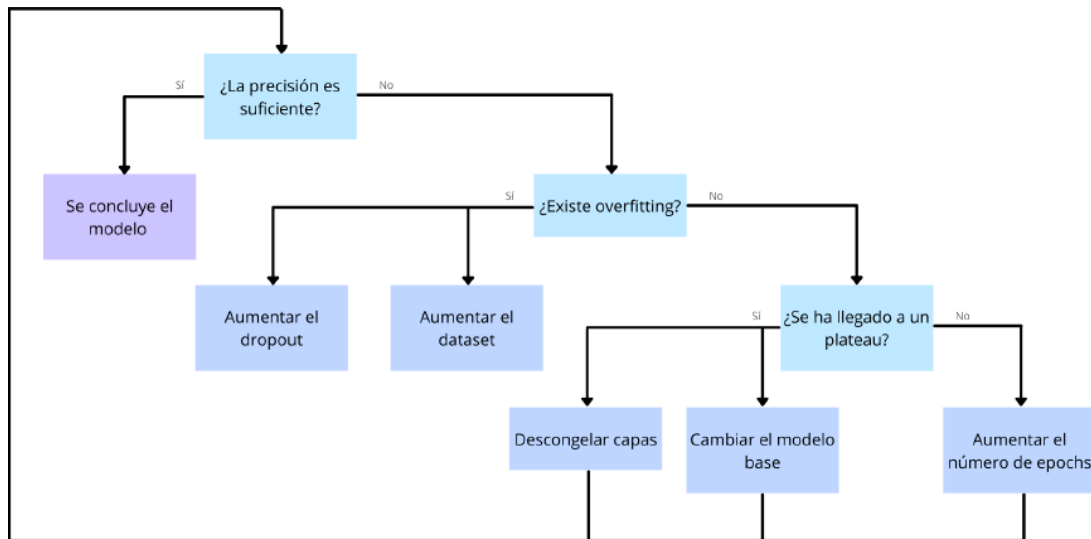 ¿La precisión es
suficiente?
Sí
No
Se concluye el
modelo
¿Existe overfitting?
Sí
No
Aumentar el
dropout
Aumentar el
dataset
¿Se ha llegado a un
plateau?
Sí
No
Descongelar capas
Cambiar el modelo
base
Aumentar el
número de epochs